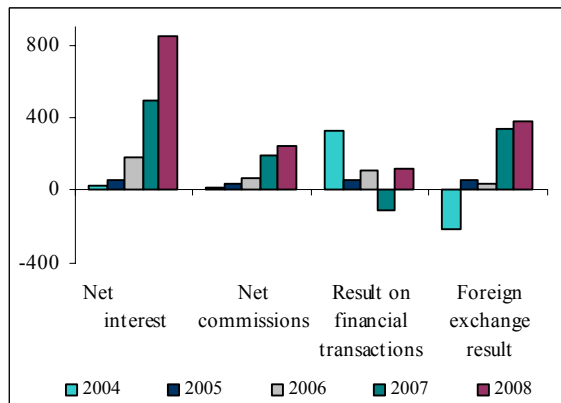 800
400
0
-400
Net interest
Net commissions
Result on financial transactions
Foreign exchange result
2004 2005 2006 2007 2008